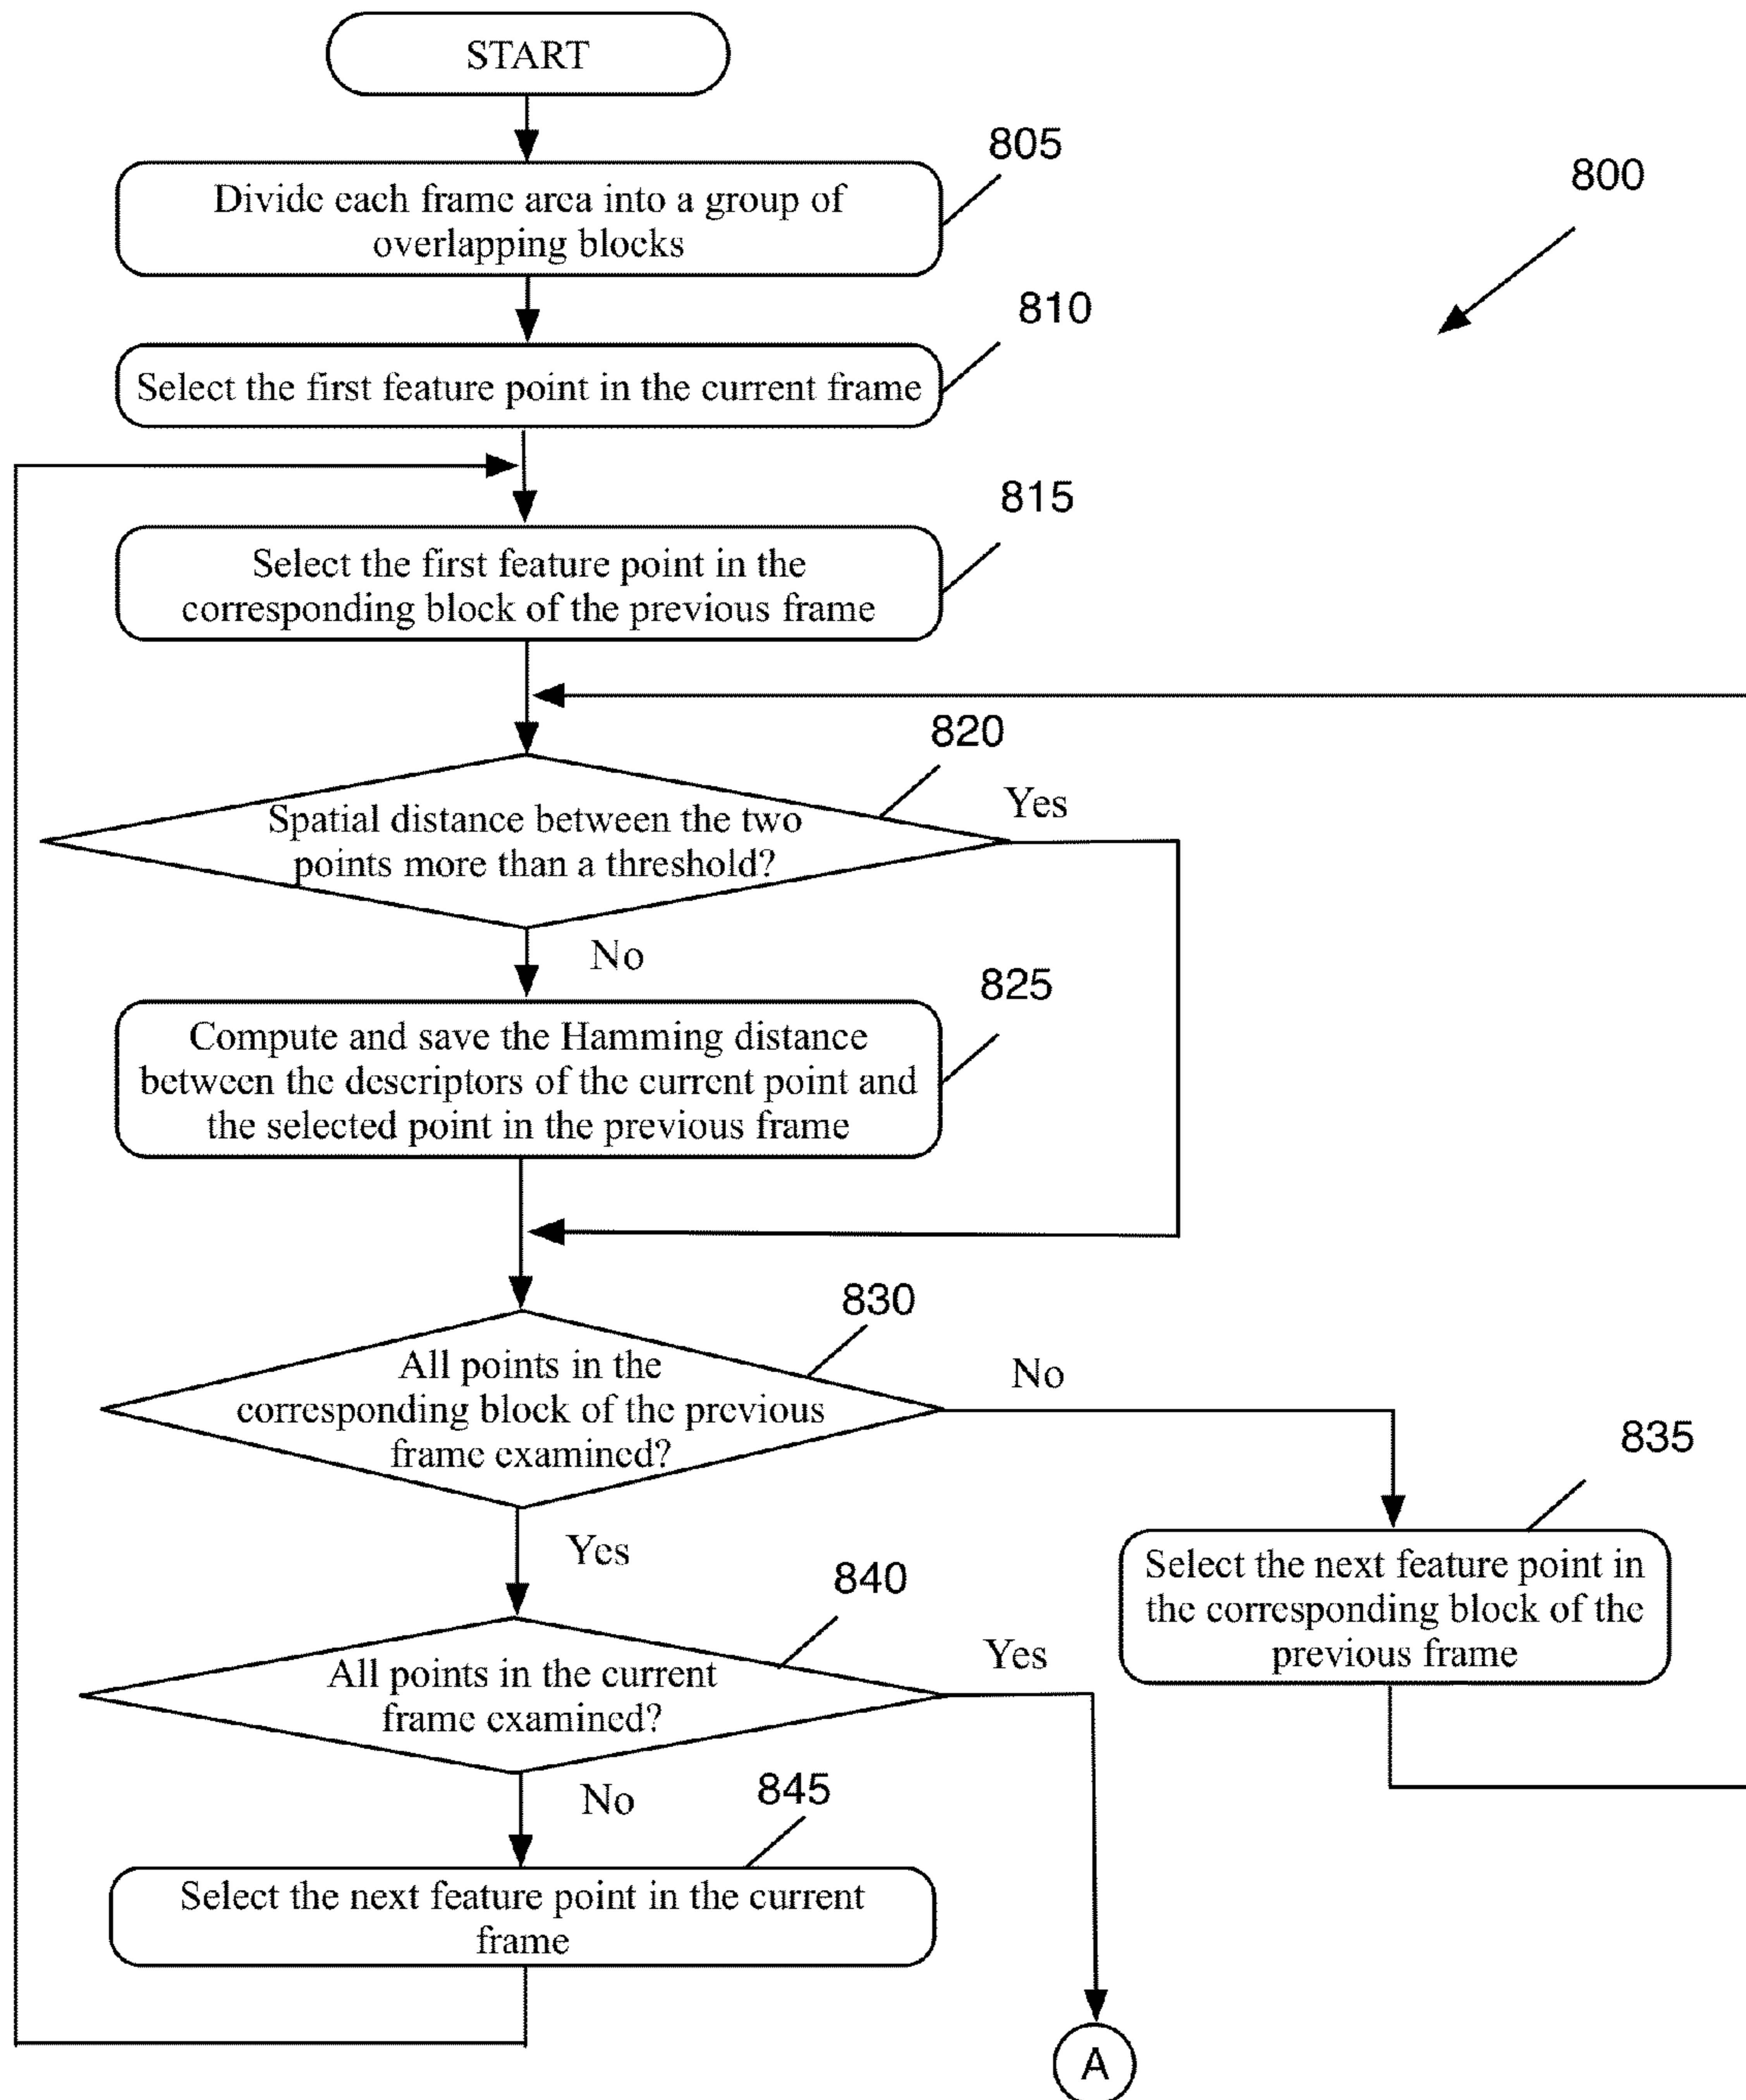 START
805
800
Divide each frame area into a group of
overlapping blocks
810
Select the first feature point in the current frame
815
Select the first feature point in the
corresponding block of the previous frame
820
Yes
Spatial distance between the two
points more than a threshold?
No
825
Compute and save the Hamming distance
between the descriptors of the current point and
the selected point in the previous frame
830
All points in the
corresponding block of the previous
frame examined?
No
835
Select the next feature point in
the corresponding block of the
previous frame
Yes
840
All points in the current
frame examined?
Yes
No
845
Select the next feature point in the current
frame
A